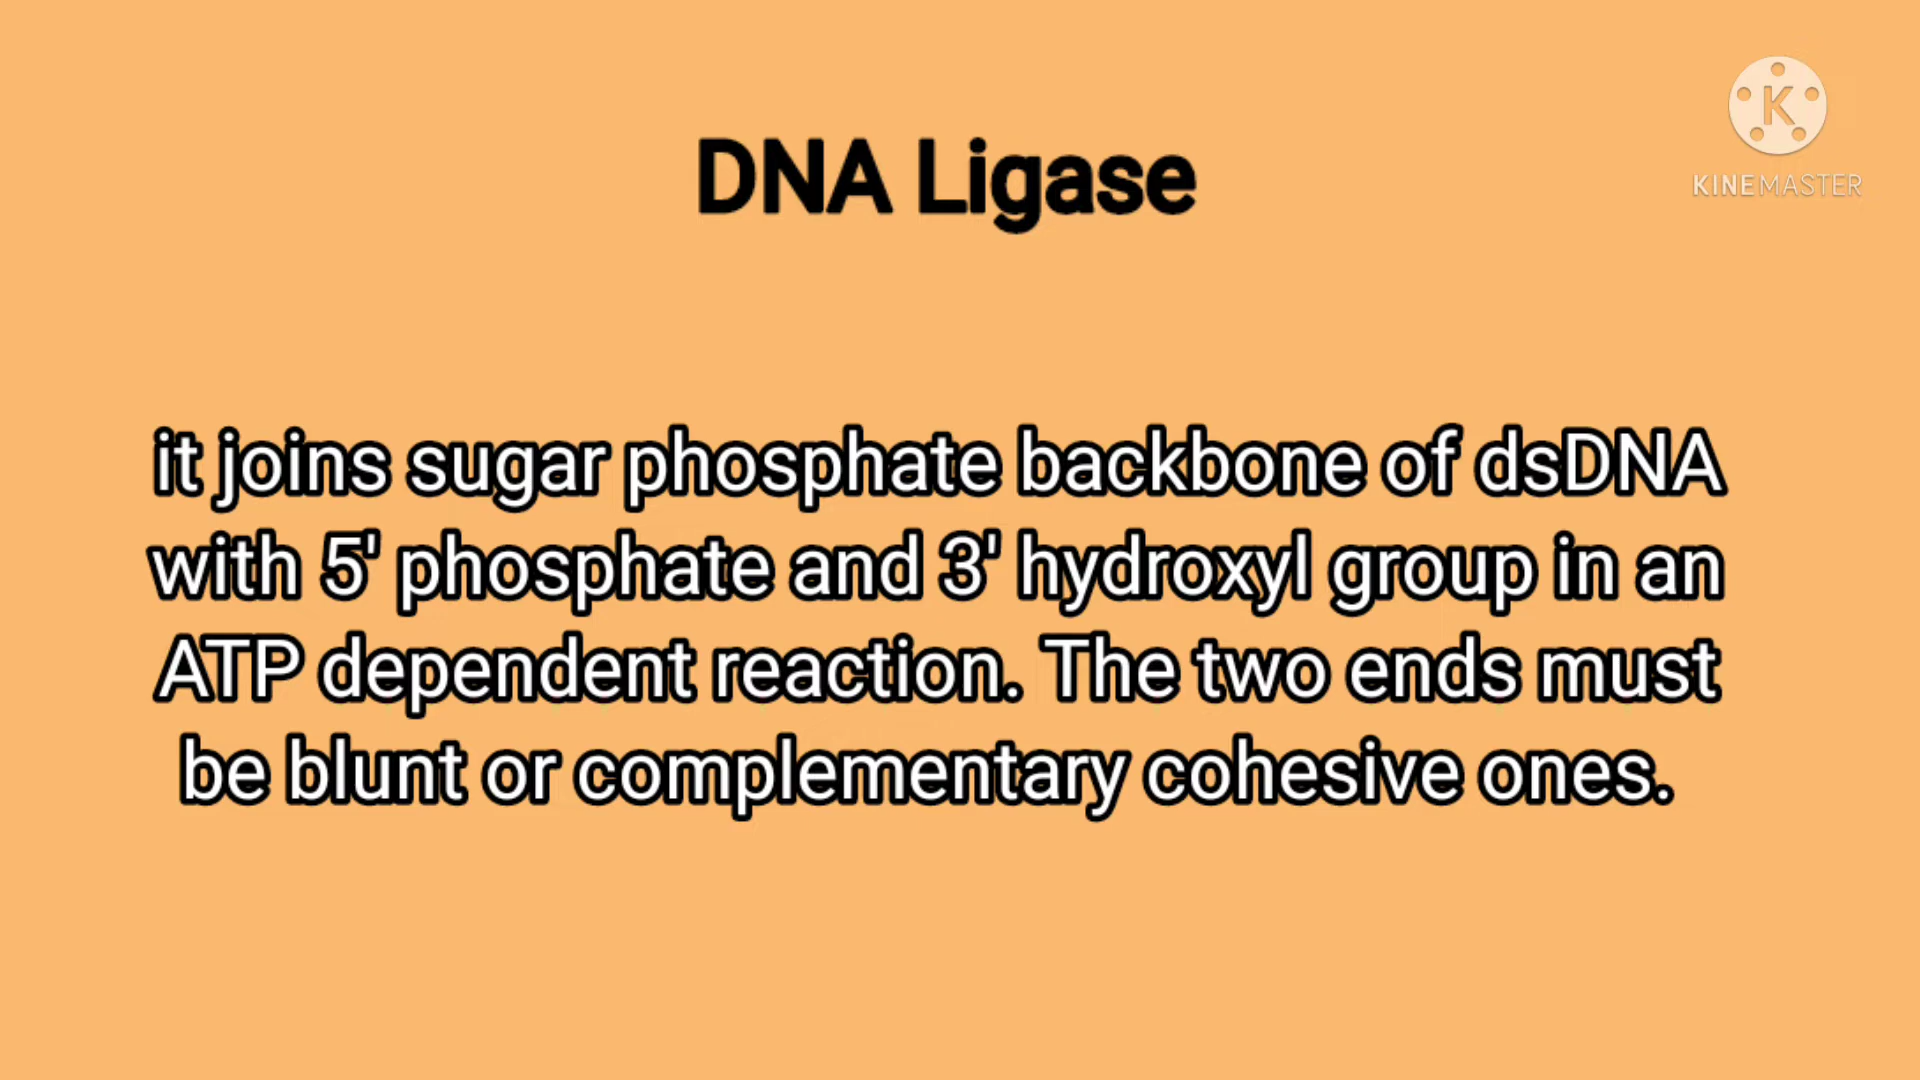 K
KINEMASTER
DNA Ligase
it joins sugar phosphate backbone of dsDNA
with 5' phosphate and 3' hydroxyl group in an
ATP dependent reaction. The two ends must
be blunt or complementary cohesive ones.